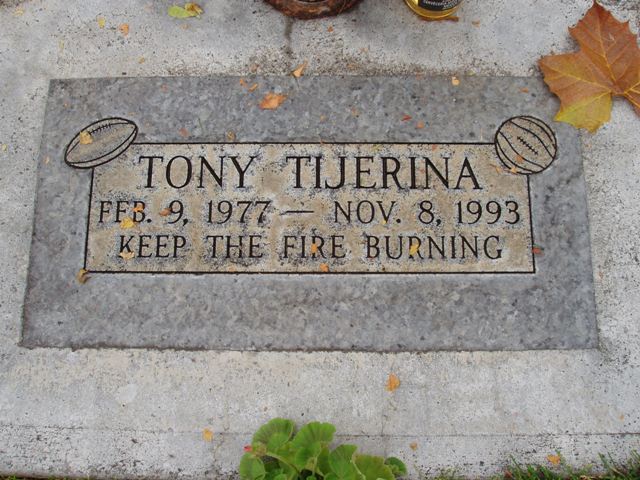 TONY TIJERINA
FEB. 9, 1977 — NOV. 8, 1993
KEEP THE FIRE BURNING